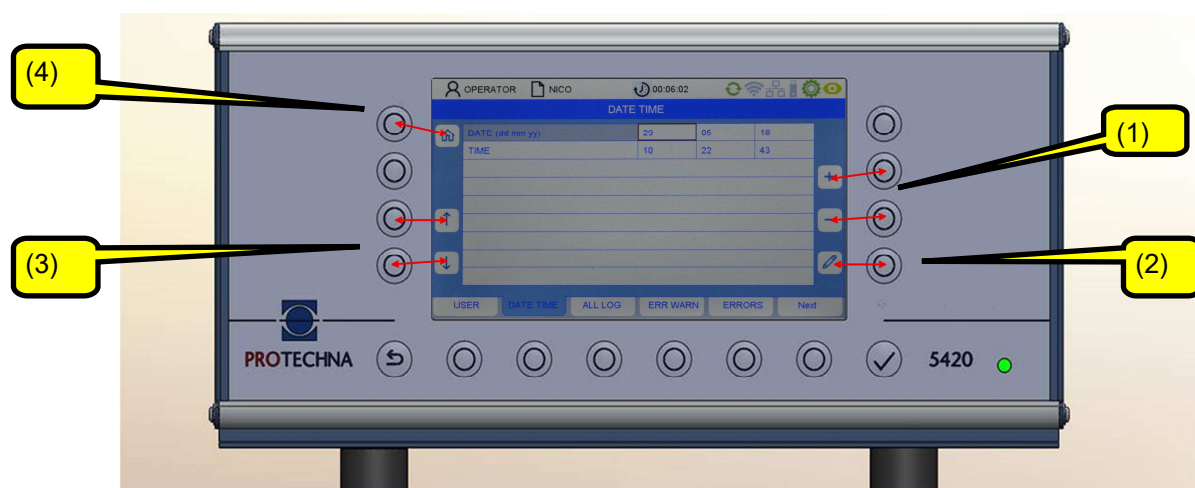 (4)
OPERATOR NICO 00:06:02
DATE TIME
DATE (dd mm yy) 29 06 18
TIME 10 22 43
+
-
(1)
(3)
(2)
USER DATE TIME ALL LOG ERR WARN ERRORS Next
PROTECHNA 5420